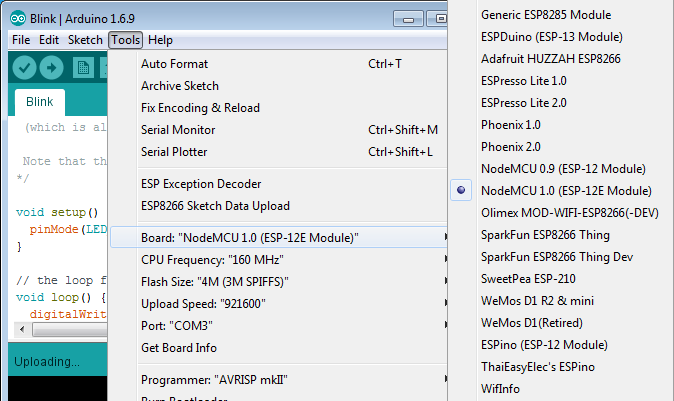 Blink | Arduino 1.6.9
File Edit Sketch Tools Help
Blink
(which is al
Note that th
*/
void setup()
pinMode(LED
}
// the loop f
void loop() {
digitalWrit
Uploading...
Auto Format Ctrl+T
Archive Sketch
Fix Encoding & Reload
Serial Monitor Ctrl+Shift+M
Serial Plotter Ctrl+Shift+L
ESP Exception Decoder
ESP8266 Sketch Data Upload
Board: "NodeMCU 1.0 (ESP-12E Module)"
CPU Frequency: "160 MHz"
Flash Size: "4M (3M SPIFFS)"
Upload Speed: "921600"
Port: "COM3"
Get Board Info
Programmer: "AVRISP mkII"
Burn Bootloader
Generic ESP8285 Module
ESPDuino (ESP-13 Module)
Adafruit HUZZAH ESP8266
ESPresso Lite 1.0
ESPresso Lite 2.0
Phoenix 1.0
Phoenix 2.0
NodeMCU 0.9 (ESP-12 Module)
NodeMCU 1.0 (ESP-12E Module)
Olimex MOD-WIFI-ESP8266(-DEV)
SparkFun ESP8266 Thing
SparkFun ESP8266 Thing Dev
SweetPea ESP-210
WeMos D1 R2 & mini
WeMos D1(Retired)
ESPino (ESP-12 Module)
ThaiEasyElec's ESPino
WifInfo